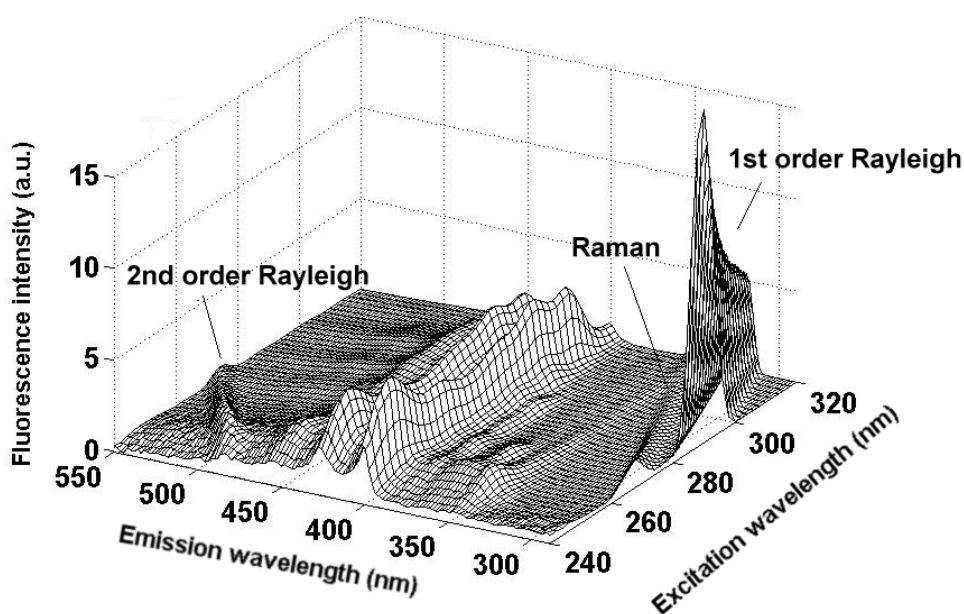 15
10
5
0
Fluorescence intensity (a.u.)
1st order Rayleigh
Raman
2nd order Rayleigh
550
500
450
400
350
300
Emission wavelength (nm)
240
260
280
300
320
Excitation wavelength (nm)